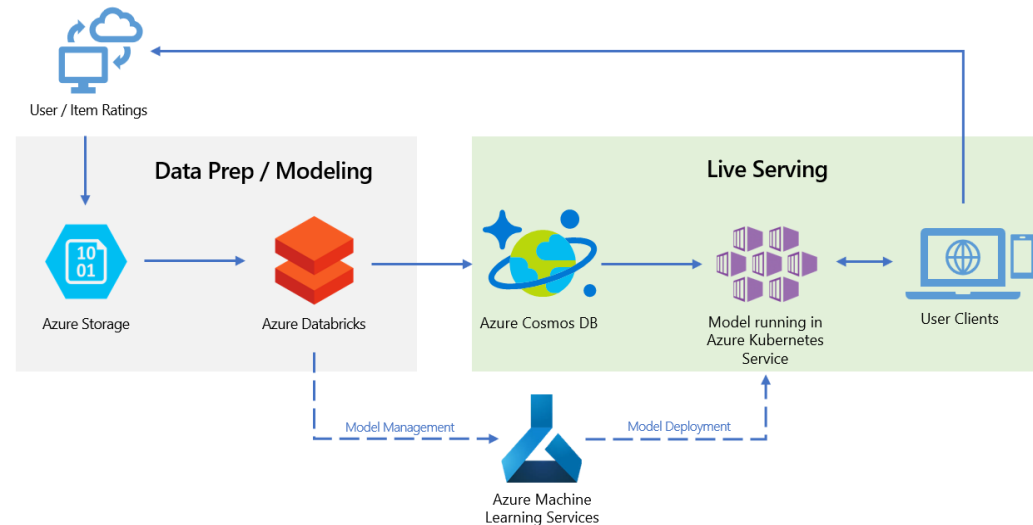 User / Item Ratings
Data Prep / Modeling
Live Serving
10
01
Azure Storage
Azure Databricks
Azure Cosmos DB
Model running in
Azure Kubernetes
Service
User Clients
Model Management
Model Deployment
Azure Machine
Learning Services